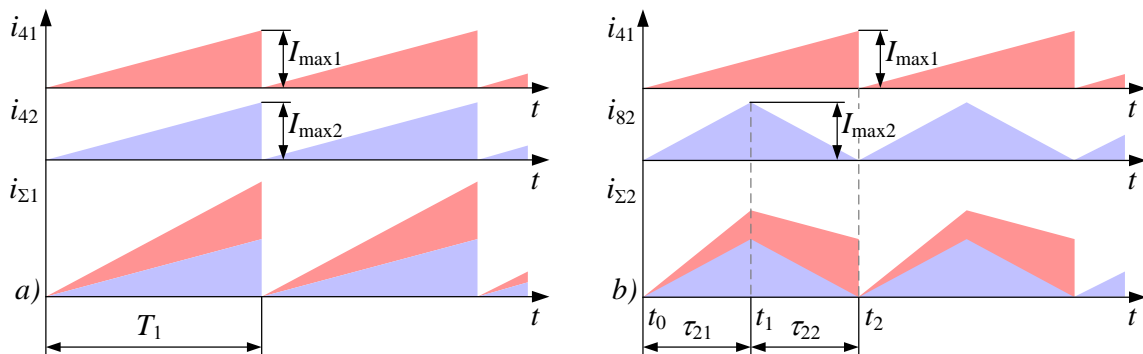 i41
Imax1
t
i42
Imax2
t
iΣ1
a)
t
T1
i41
Imax1
t
i82
Imax2
t
iΣ2
b)
t0
t1
t2
t
τ21
τ22